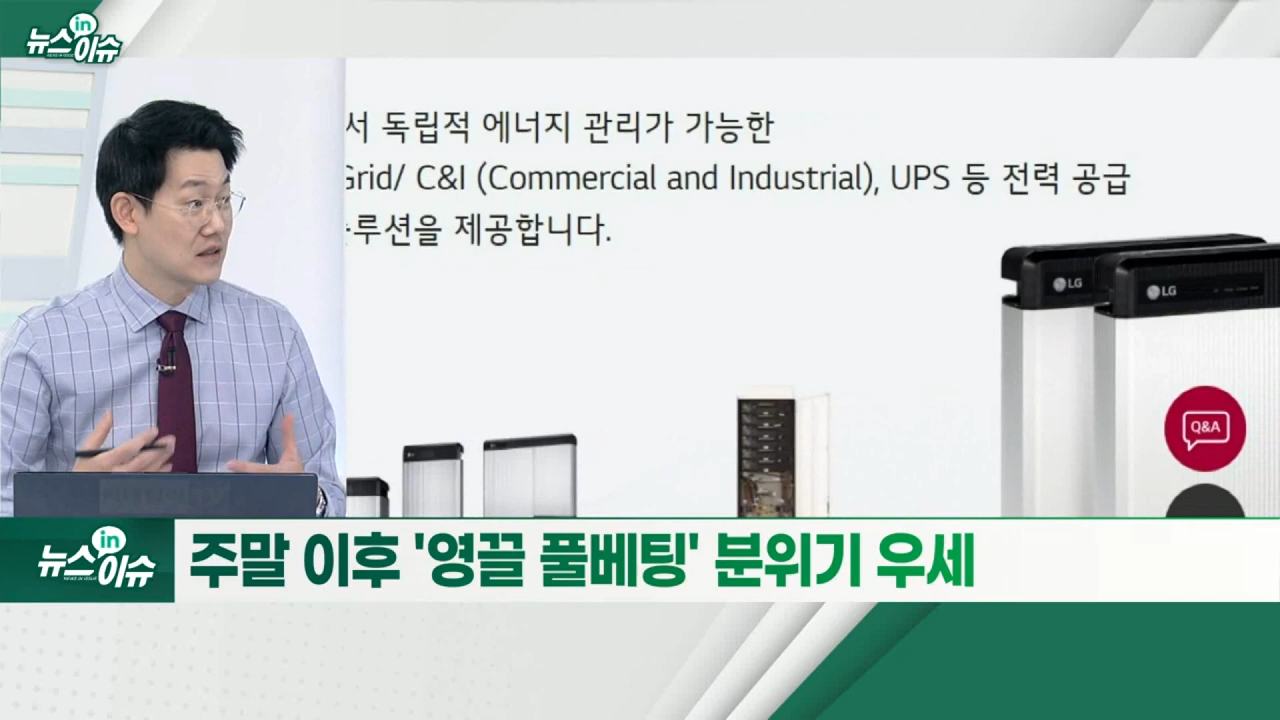 뉴스in이슈
서 독립적 에너지 관리가 가능한
Grid/ C&I (Commercial and Industrial), UPS 등 전력 공급
루션을 제공합니다.
LG
LG
Q&A
뉴스in이슈
NEWS IN ISSUE
주말 이후 '영끌 풀베팅' 분위기 우세